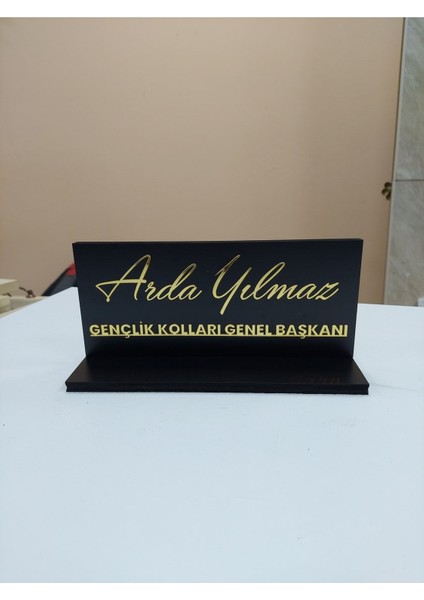 Arda Yılmaz
GENÇLİK KOLLARI GENEL BAŞKANI